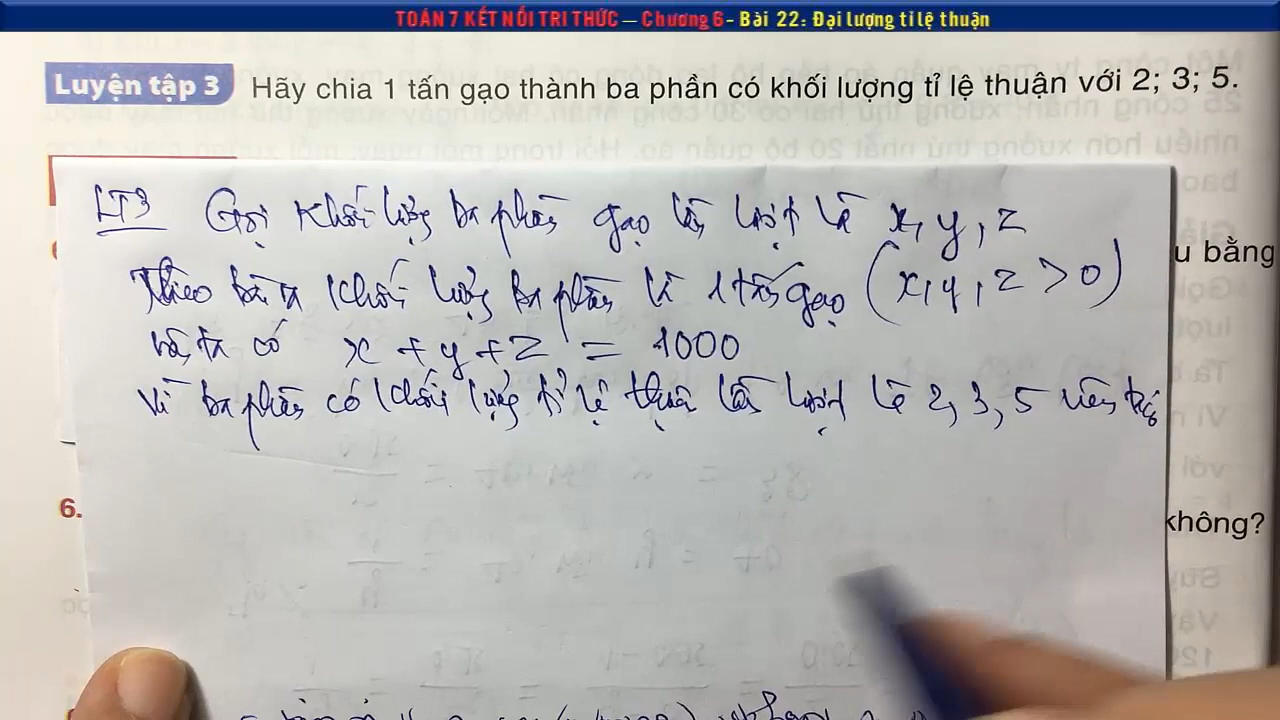 TOÁN 7 KẾT NỐI TRI THỨC – Chương 6 - Bài 22: Đại lượng tỉ lệ thuận
Luyện tập 3 Hãy chia 1 tấn gạo thành ba phần có khối lượng tỉ lệ thuận với 2; 3; 5.
LT3 Gọi khối lượng ba phần gạo lần lượt là x, y, z
Theo bài ra khối lượng ba phần là 1 tấn gạo (x, y, z > 0)
nên ta có x + y + z = 1000
Vì ba phần có khối lượng tỉ lệ thuận lần lượt là 2, 3, 5 nên ta có
u bằng
6.
không?